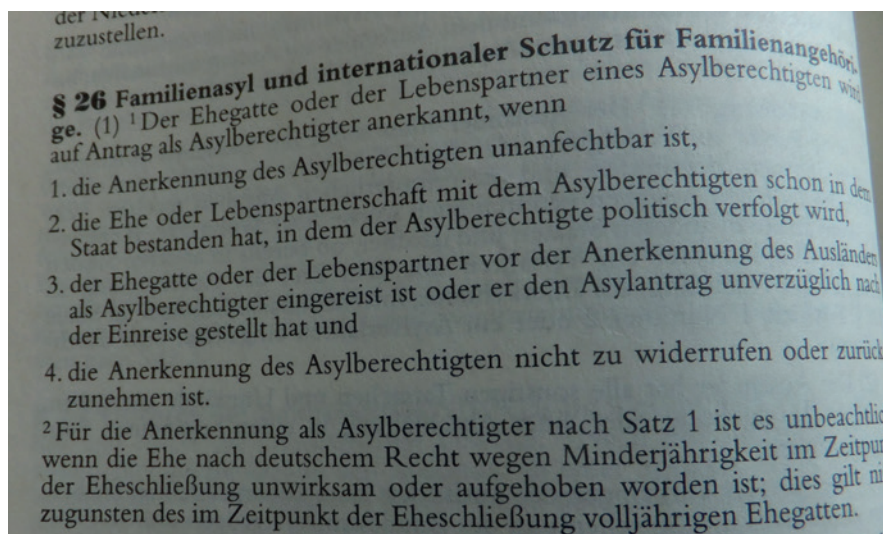 der
zuzustellen.
§ 26 Familienasyl und internationaler Schutz für Familienangehöri-
ge. (1) ¹Der Ehegatte oder der Lebenspartner eines Asylberechtigten wird
auf Antrag als Asylberechtigter anerkannt, wenn
1. die Anerkennung des Asylberechtigten unanfechtbar ist,
2. die Ehe oder Lebenspartnerschaft mit dem Asylberechtigten schon in dem
Staat bestanden hat, in dem der Asylberechtigte politisch verfolgt wird,
3. der Ehegatte oder der Lebenspartner vor der Anerkennung des Ausländers
als Asylberechtigter eingereist ist oder er den Asylantrag unverzüglich nach
der Einreise gestellt hat und
4. die Anerkennung des Asylberechtigten nicht zu widerrufen oder zurück
zunehmen ist.
²Für die Anerkennung als Asylberechtigter nach Satz 1 ist es unbeachtlic
wenn die Ehe nach deutschem Recht wegen Minderjährigkeit im Zeitpun
der Eheschließung unwirksam oder aufgehoben worden ist; dies gilt ni
zugunsten des im Zeitpunkt der Eheschließung volljährigen Ehegatten.